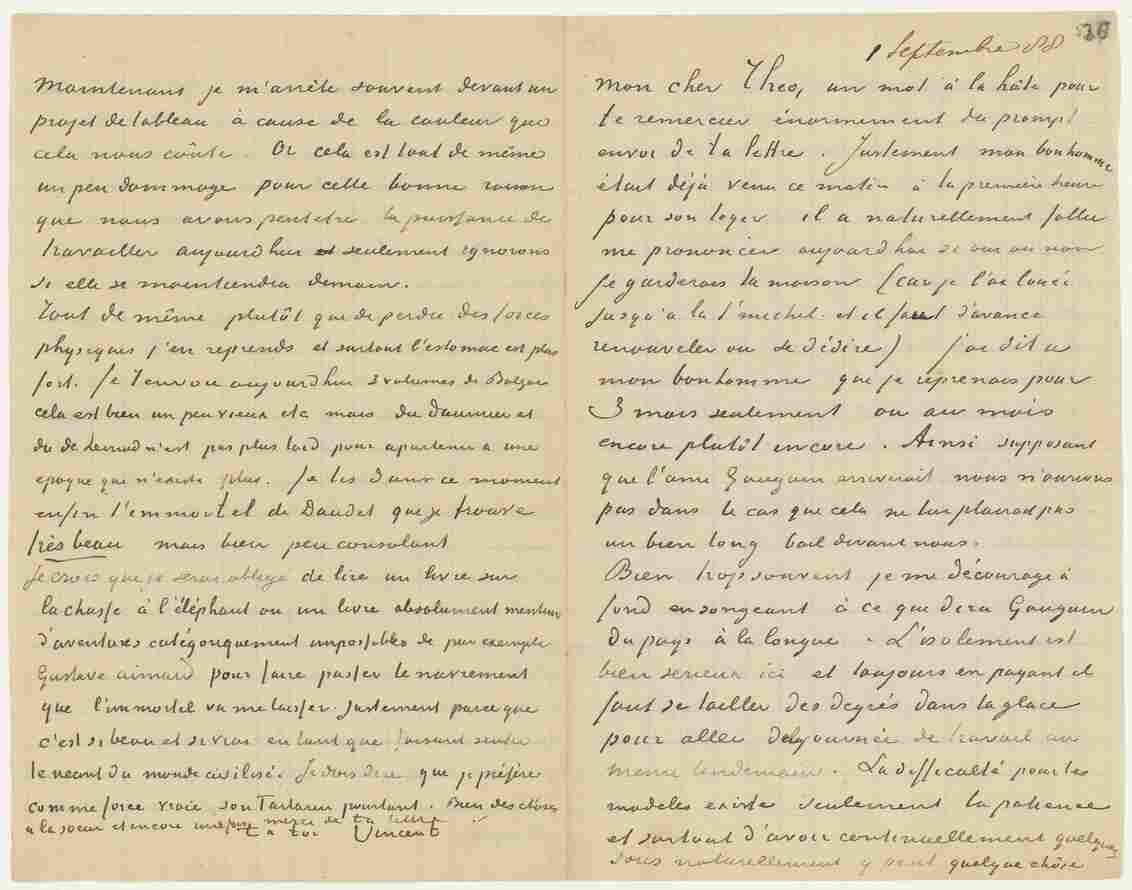 26
1 Septembre 88
mon cher Theo, un mot à la hâte pour
te remercier énormement du prompt
envoi de ta lettre. Justement mon bonhomme
était déjà venu ce matin à la première heure
pour son loyer il a naturellement fallu
me prononcer aujourd'hui si oui ou non
je garderais la maison (car je l'ai louée
jusqu'a la St michel et il faut d'avance
renouveler ou se dédire) j'ai dit a
mon bonhomme que je reprenais pour
3 mois seulement ou au mois
encore plutôt encore. Ainsi supposant
que l'ami Gauguin arriverait nous n'aurions
pas dans le cas que cela ne lui plairait pas
un bien long bail devant nous.
Bien trop souvent je me décourage à
fond en songeant à ce que dira Gauguin
du pays à la longue. L'isolement est
bien serieux ici et toujours en payant il
faut se tailler des degrés dans la glace
pour aller de journée de travail au
meme lendemain. La difficulté pour les
modeles existe seulement la patience
et surtout d'avoir continuellement quelques
sous naturellement y peut quelque chôse
Maintenant je m'arrête souvent devant un
projet de tableau à cause de la couleur que
cela nous coûte. Or cela est tout de même
un peu dommage pour cette bonne raison
que nous avons peutetre la puissance de
travailler aujourd'hui et seulement ignorons
si elle se maintiendra demain.
Tout de même plutôt que de perdre des forces
physiques j'en reprends et surtout l'estomac est plus
fort. Je t'envoie aujourd'hui 3 volumes de Balzac
cela est bien un peu vieux etc mais du Daumier et
du de Lemud n'est pas plus laid pour apartenir a une
epoque qui n'existe plus. Je lis dans ce moment
enfin l'immortel de Daudet que je trouve
très beau mais bien peu consolant
Je crois que je serai obligé de lire un livre sur
la chasse à l'éléphant ou un livre absolument menteur
d'aventures catégoriquement impossibles de par exemple
Gustave aimard pour faire passer le navrement
que l'immortel va me laisser. Justement parce que
c'est si beau et si vrai en tant que faisant sentir
le neant du monde civilisé. Je dois dire que je préfère
comme force vraie son Tartarin pourtant. Bien des choses
a la soeur et encore une fois merci de ta lettre
t à toi Vincent